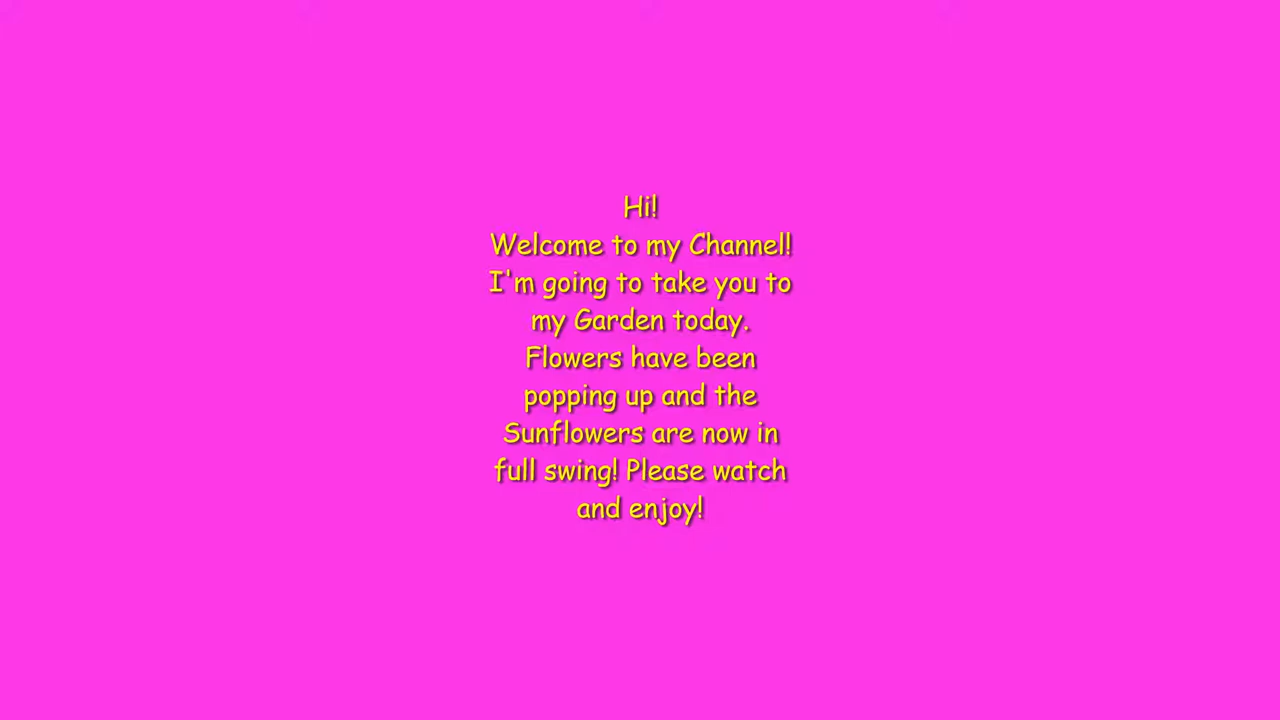 Hi!
Welcome to my Channel!
I'm going to take you to
my Garden today.
Flowers have been
popping up and the
Sunflowers are now in
full swing! Please watch
and enjoy!